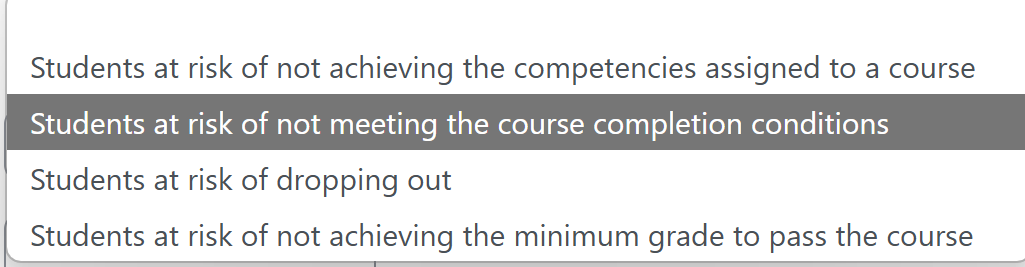 Students at risk of not achieving the competencies assigned to a course
Students at risk of not meeting the course completion conditions
Students at risk of dropping out
Students at risk of not achieving the minimum grade to pass the course